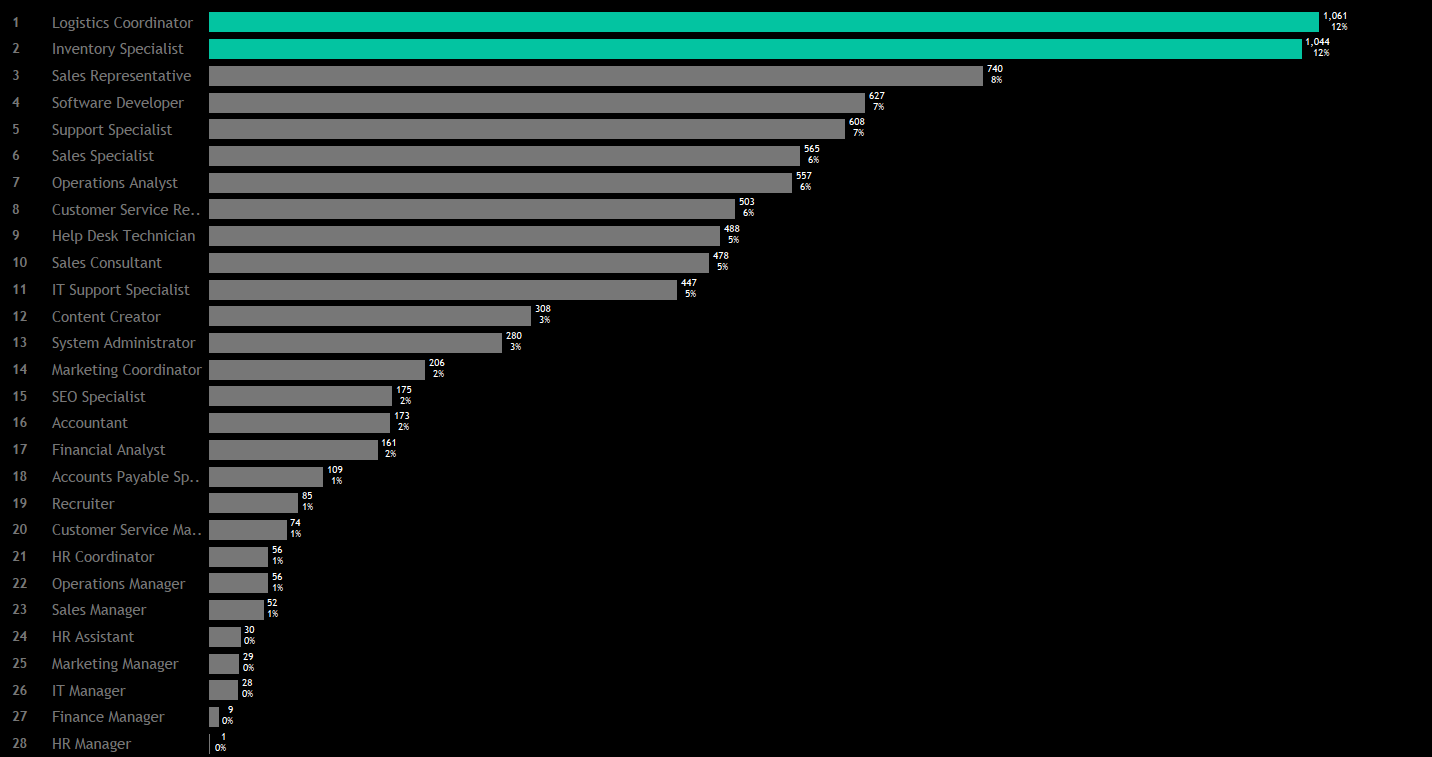 1 Logistics Coordinator 1,061
12%
2 Inventory Specialist 1,044
12%
3 Sales Representative 740
8%
4 Software Developer 627
7%
5 Support Specialist 608
7%
6 Sales Specialist 565
6%
7 Operations Analyst 557
6%
8 Customer Service Re.. 503
6%
9 Help Desk Technician 488
5%
10 Sales Consultant 478
5%
11 IT Support Specialist 447
5%
12 Content Creator 308
3%
13 System Administrator 280
3%
14 Marketing Coordinator 206
2%
15 SEO Specialist 175
2%
16 Accountant 173
2%
17 Financial Analyst 161
2%
18 Accounts Payable Sp.. 109
1%
19 Recruiter 85
1%
20 Customer Service Ma.. 74
1%
21 HR Coordinator 56
1%
22 Operations Manager 56
1%
23 Sales Manager 52
1%
24 HR Assistant 30
0%
25 Marketing Manager 29
0%
26 IT Manager 28
0%
27 Finance Manager 9
0%
28 HR Manager 1
0%